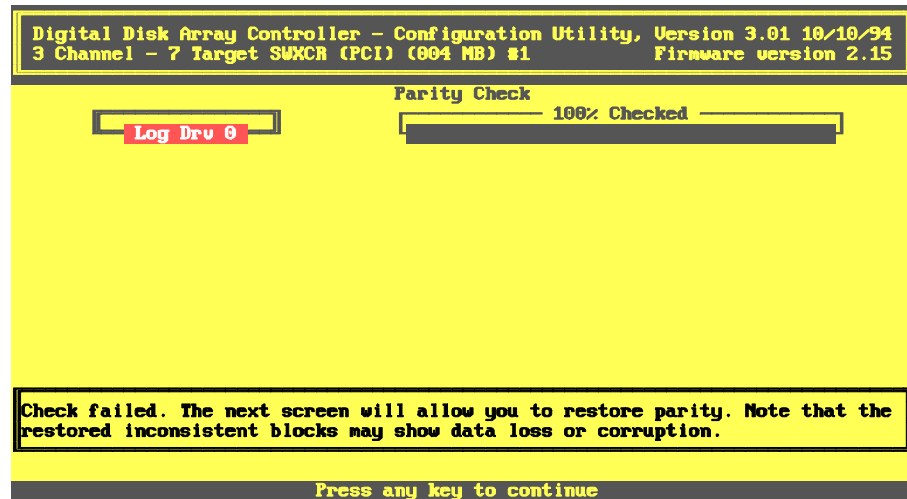 Digital Disk Array Controller - Configuration Utility, Version 3.01 10/10/94
3 Channel - 7 Target SWXCR (PCI) (004 MB) #1 Firmware version 2.15
Parity Check
100% Checked
Log Drv 0
Check failed. The next screen will allow you to restore parity. Note that the
restored inconsistent blocks may show data loss or corruption.
Press any key to continue